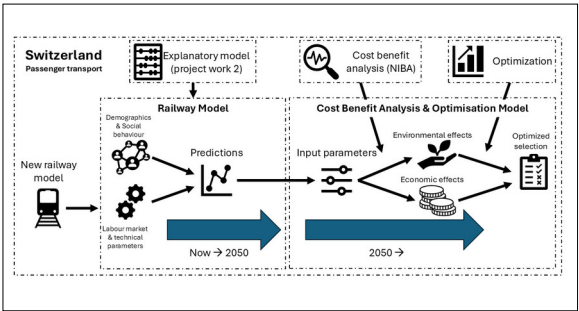 Switzerland
Passenger transport
Explanatory model
(project work 2)
Cost benefit
analysis (NIBA)
Optimization
Railway Model
Cost Benefit Analysis & Optimisation Model
Demographics
& Social
behaviour
New railway
model
Labour market
& technical
parameters
Predictions
Input parameters
Environmental effects
Economic effects
Optimized
selection
Now → 2050
2050 →